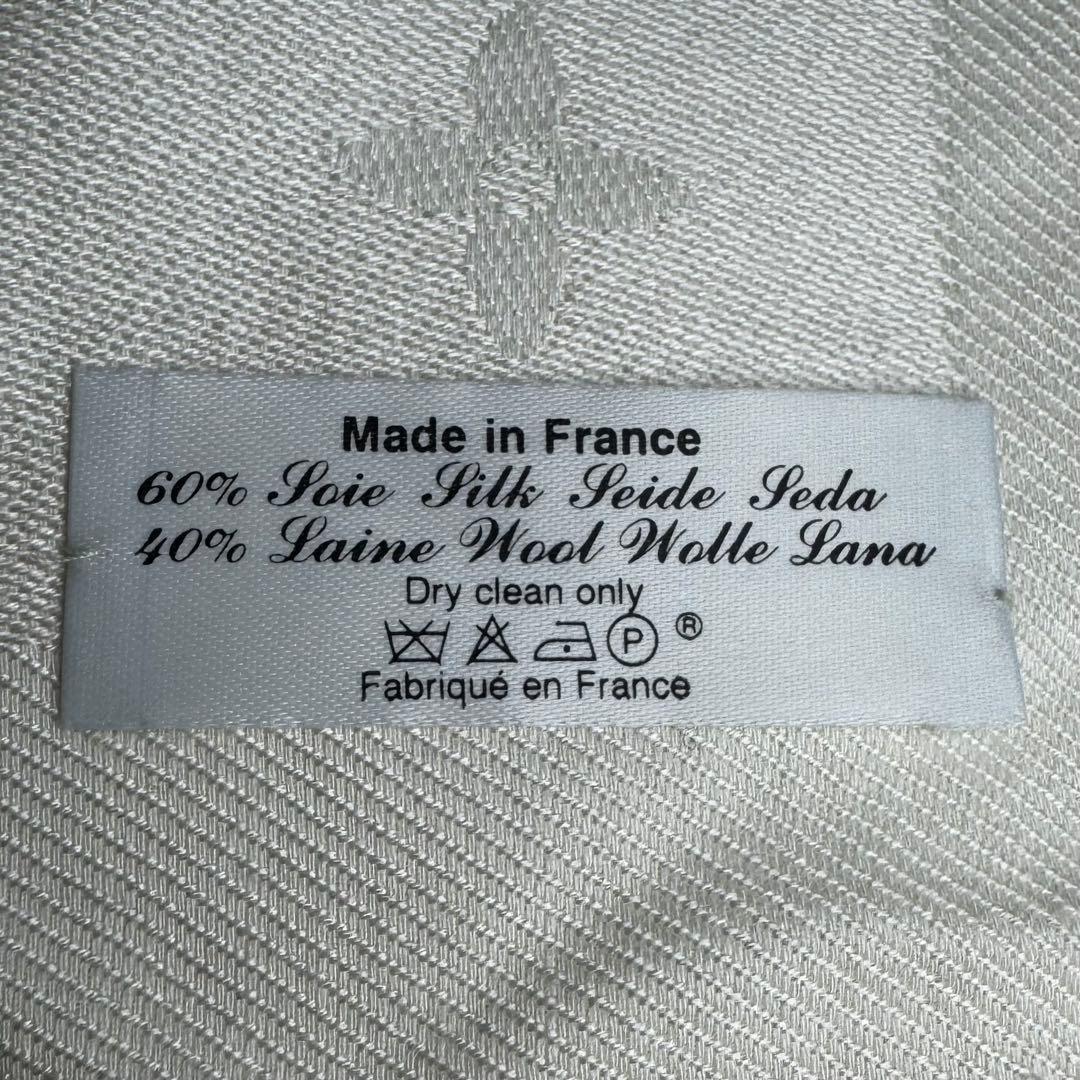 Made in France
60% Soie Silk Seide Seda
40% Laine Wool Wolle Lana
Dry clean only
P ®
Fabriqué en France